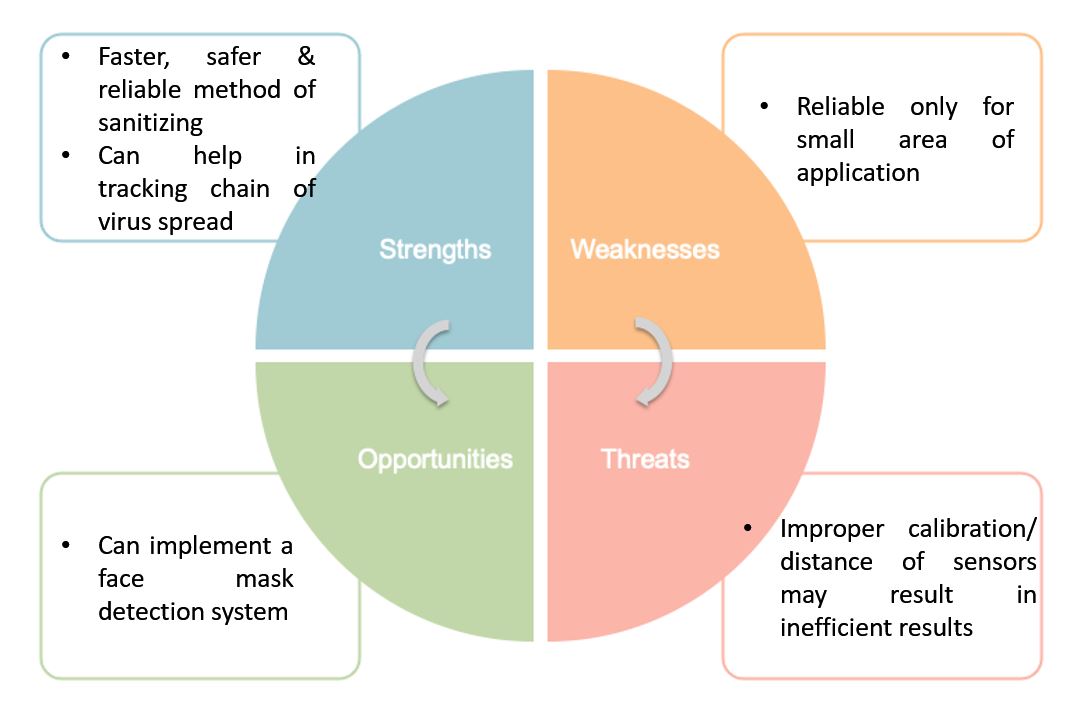 • Faster, safer &
reliable method of
sanitizing
• Can help in
tracking chain of
virus spread
• Reliable only for
small area of
application
Strengths
Weaknesses
Opportunities
Threats
• Can implement a
face mask
detection system
• Improper calibration/
distance of sensors
may result in
inefficient results